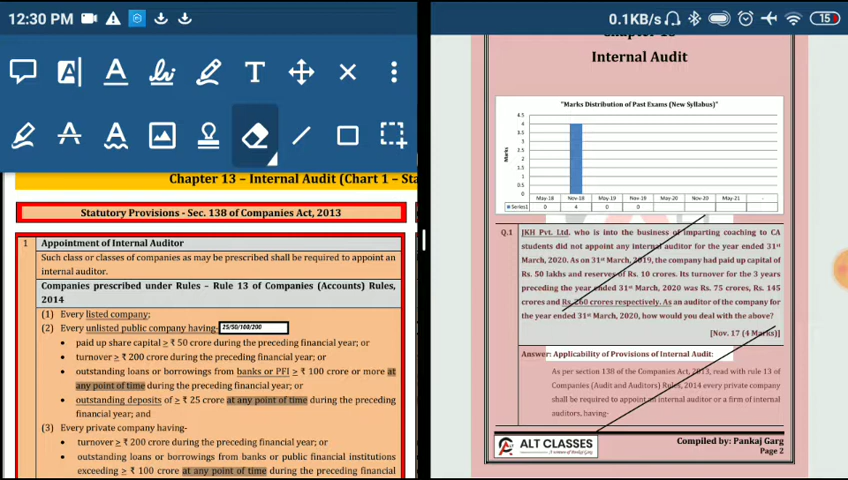 12:30 PM
0.1KB/s
15
T
Chapter 13 – Internal Audit (Chart 1 – Sta
Statutory Provisions - Sec. 138 of Companies Act, 2013
1 Appointment of Internal Auditor
Such class or classes of companies as may be prescribed shall be required to appoint an
internal auditor.
Companies prescribed under Rules – Rule 13 of Companies (Accounts) Rules,
2014
(1) Every listed company;
(2) Every unlisted public company having- 25/50/100/200
• paid up share capital ≥ ₹ 50 crore during the preceding financial year; or
• turnover ≥ ₹ 200 crore during the preceding financial year; or
• outstanding loans or borrowings from banks or PFI ≥ ₹ 100 crore or more at
any point of time during the preceding financial year; or
• outstanding deposits of ≥ ₹ 25 crore at any point of time during the preceding
financial year; and
(3) Every private company having-
• turnover ≥ ₹ 200 crore during the preceding financial year; or
• outstanding loans or borrowings from banks or public financial institutions
exceeding ≥ ₹ 100 crore at any point of time during the preceding financial
Internal Audit
"Marks Distribution of Past Exams (New Syllabus)"
Marks
4.5
4
3.5
3
2.5
2
1.5
1
0.5
0
May-18 Nov-18 May-19 Nov-19 May-20 Nov-20 May-21 -
Series1 0 4 0 0
Q.1 JKH Pvt. Ltd. who is into the business of imparting coaching to CA
students did not appoint any internal auditor for the year ended 31st
March, 2020. As on 31st March, 2019, the company had paid up capital of
Rs. 50 lakhs and reserves of Rs. 10 crores. Its turnover for the 3 years
preceding the year ended 31st March, 2020 was Rs. 75 crores, Rs. 145
crores and Rs. 260 crores respectively. As an auditor of the company for
the year ended 31st March, 2020, how would you deal with the above?
[Nov. 17 (4 Marks)]
Answer: Applicability of Provisions of Internal Audit:
As per section 138 of the Companies Act, 2013, read with rule 13 of
Companies (Audit and Auditors) Rules, 2014 every private company
shall be required to appoint an internal auditor or a firm of internal
auditors, having-
ALT CLASSES
Compiled by: Pankaj Garg
Page 2